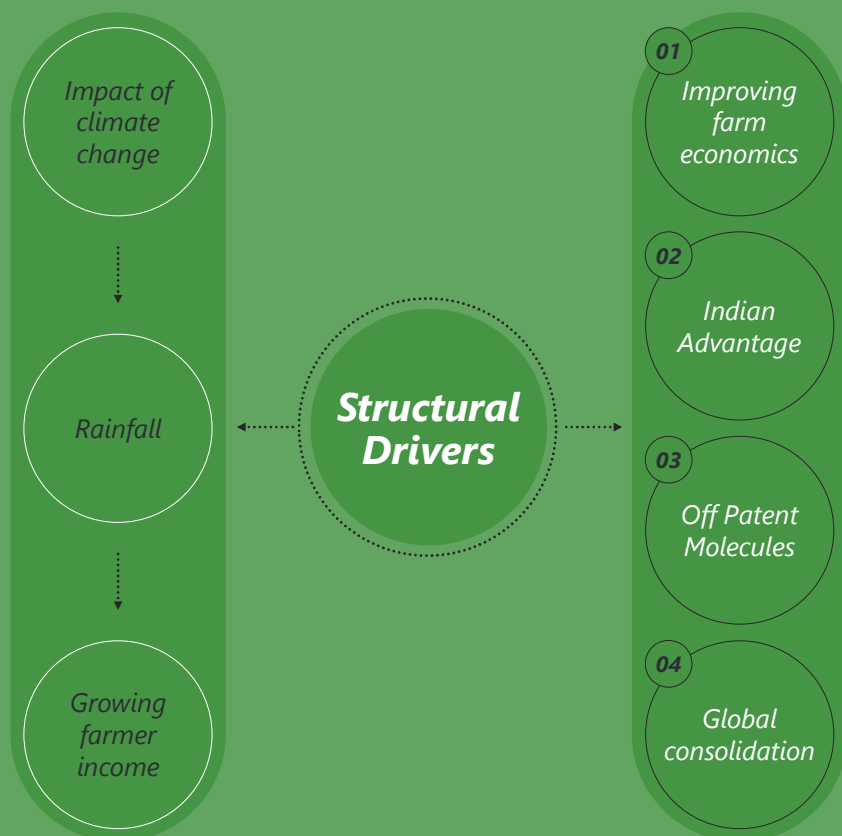 Impact of
climate
change
Rainfall
Growing
farmer
income
Structural
Drivers
01
Improving
farm
economics
02
Indian
Advantage
03
Off Patent
Molecules
04
Global
consolidation